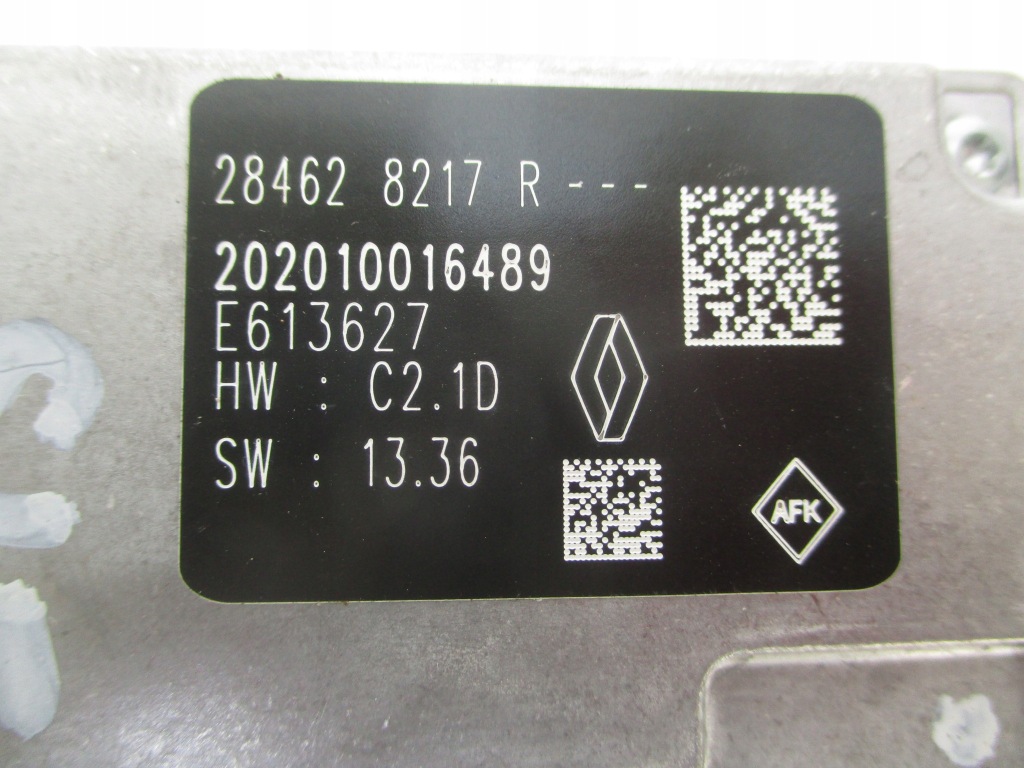 28462 8217 R ---
202010016489
E613627
HW : C2.1D
SW : 13.36
AFK